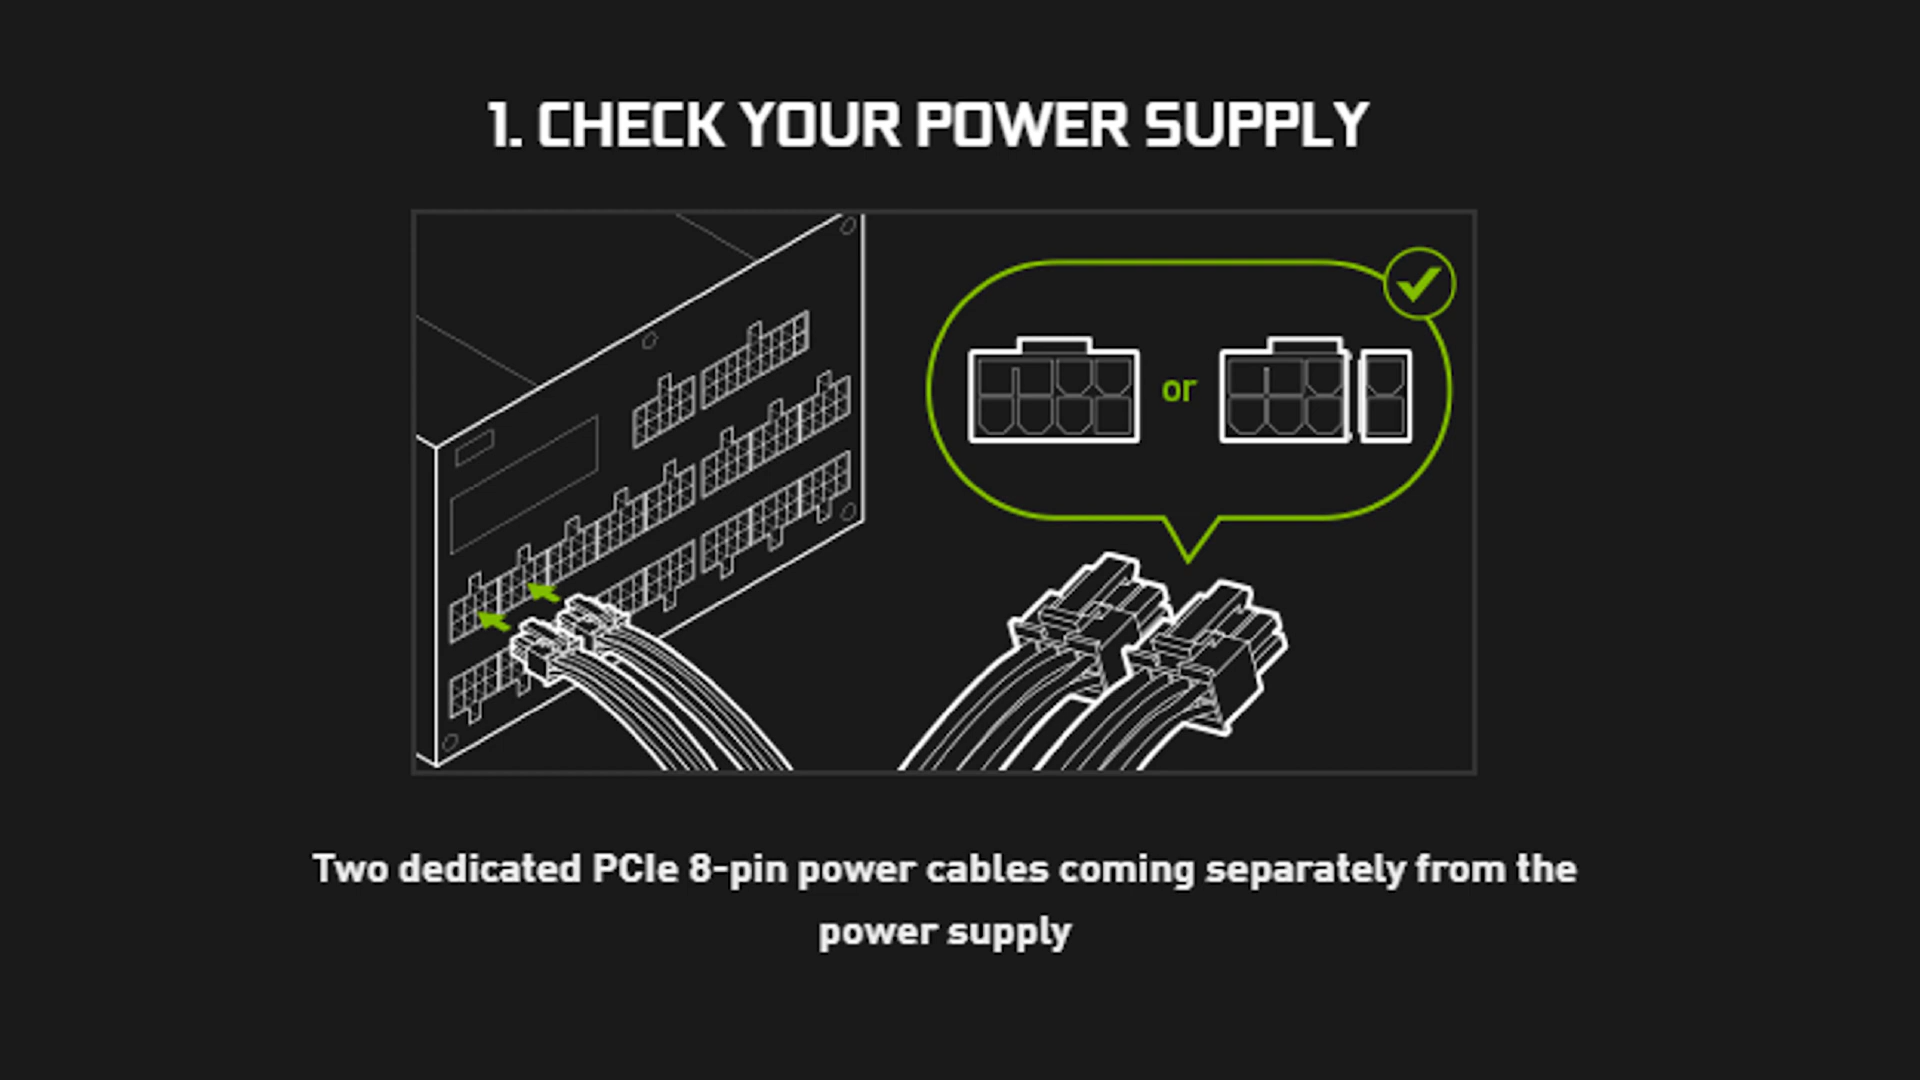 1. CHECK YOUR POWER SUPPLY
or
Two dedicated PCIe 8-pin power cables coming separately from the
power supply